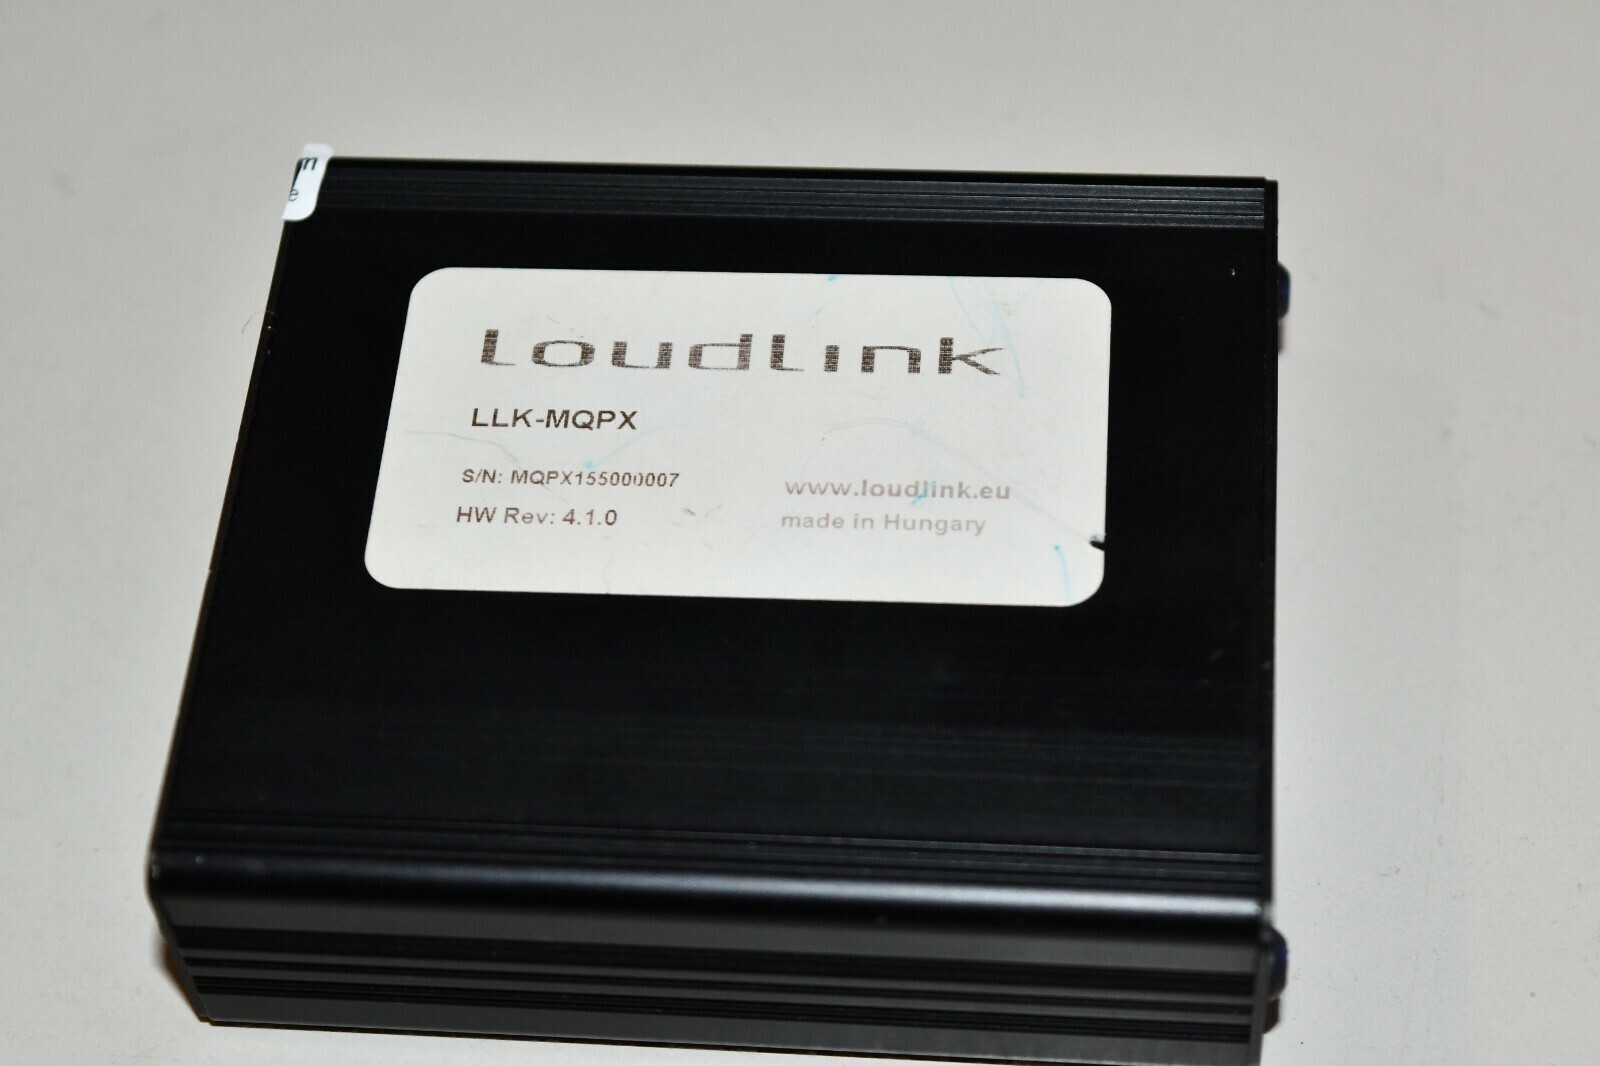 m
e
Loudlink
LLK-MQPX
S/N: MQPX155000007
HW Rev: 4.1.0
www.loudlink.eu
made in Hungary